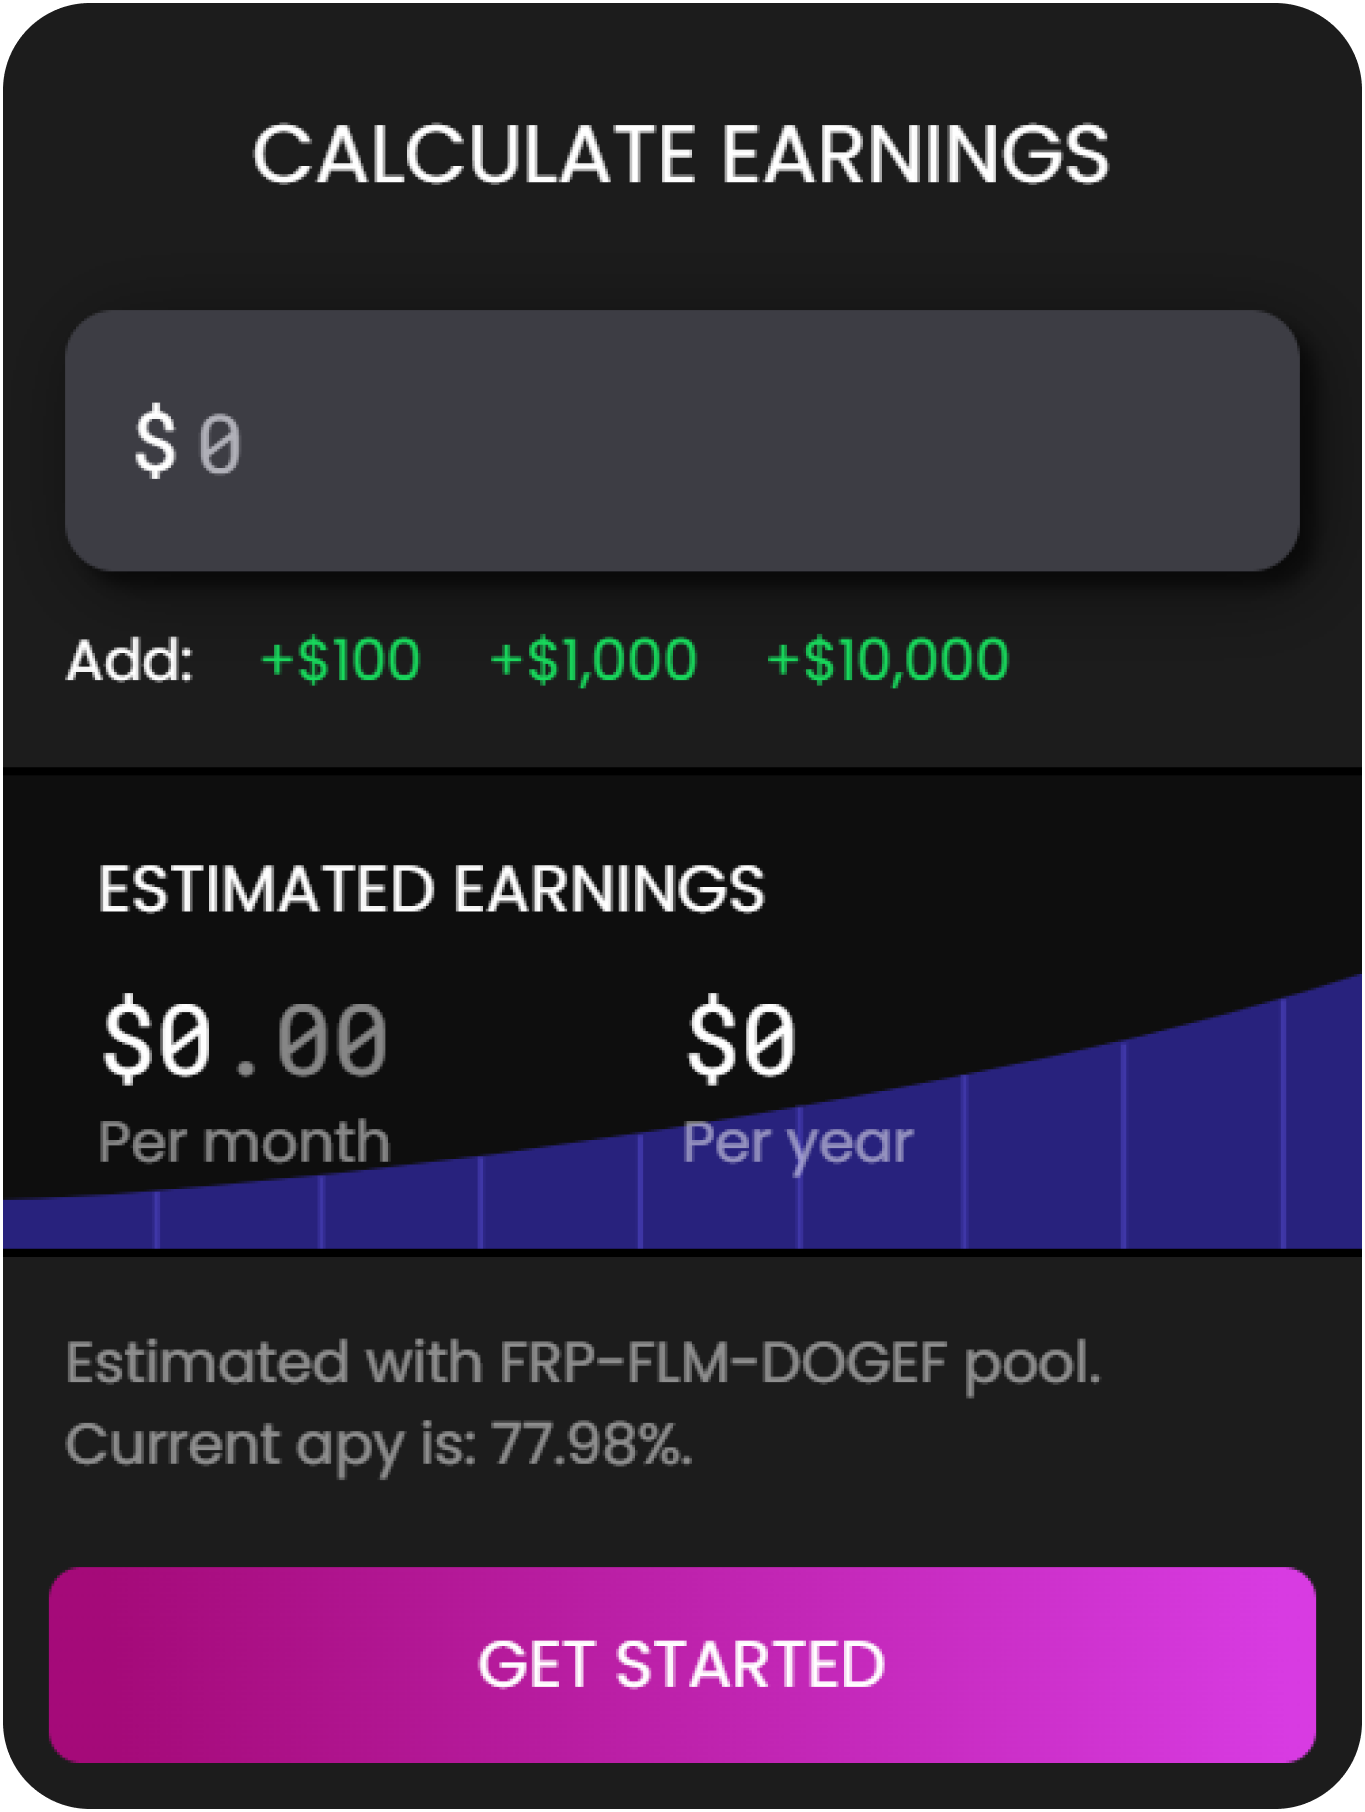 CALCULATE EARNINGS
$ 0
Add: +$100 +$1,000 +$10,000
ESTIMATED EARNINGS
$0.00 $0
Per month Per year
Estimated with FRP-FLM-DOGEF pool.
Current apy is: 77.98%.
GET STARTED